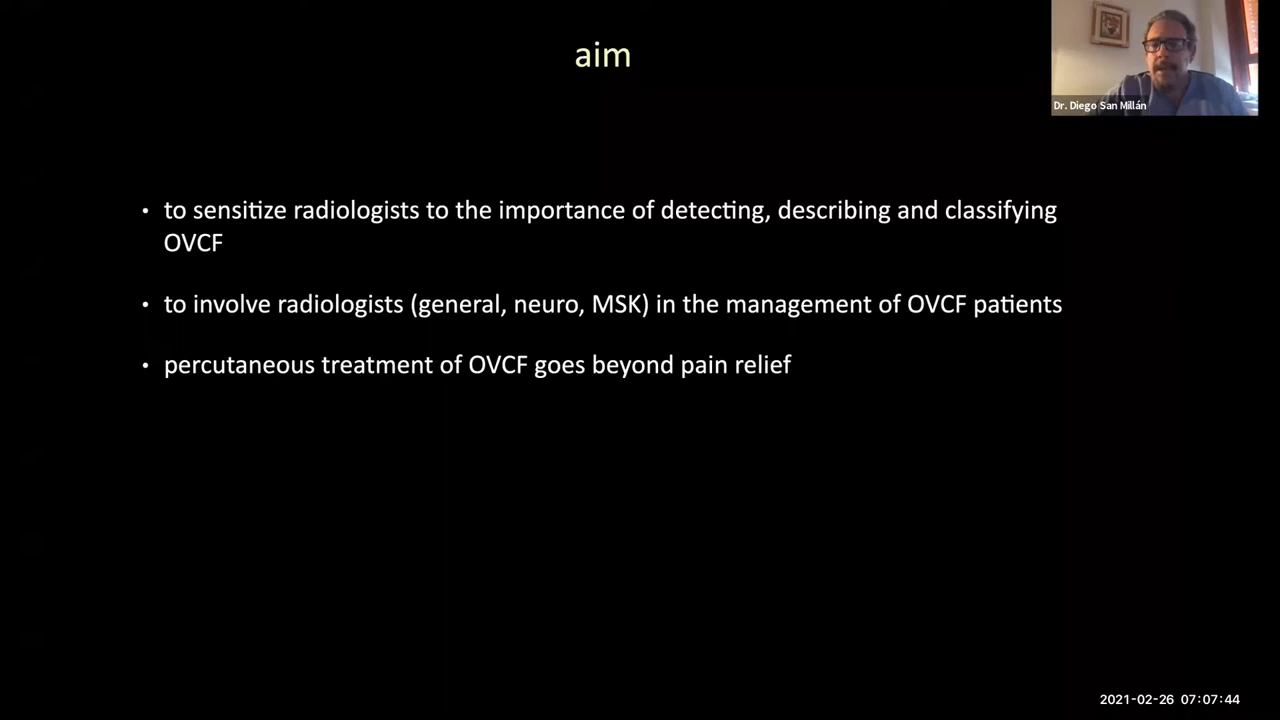 aim
Dr. Diego San Millán
• to sensitize radiologists to the importance of detecting, describing and classifying
OVCF
• to involve radiologists (general, neuro, MSK) in the management of OVCF patients
• percutaneous treatment of OVCF goes beyond pain relief
2021-02-26 07:07:44